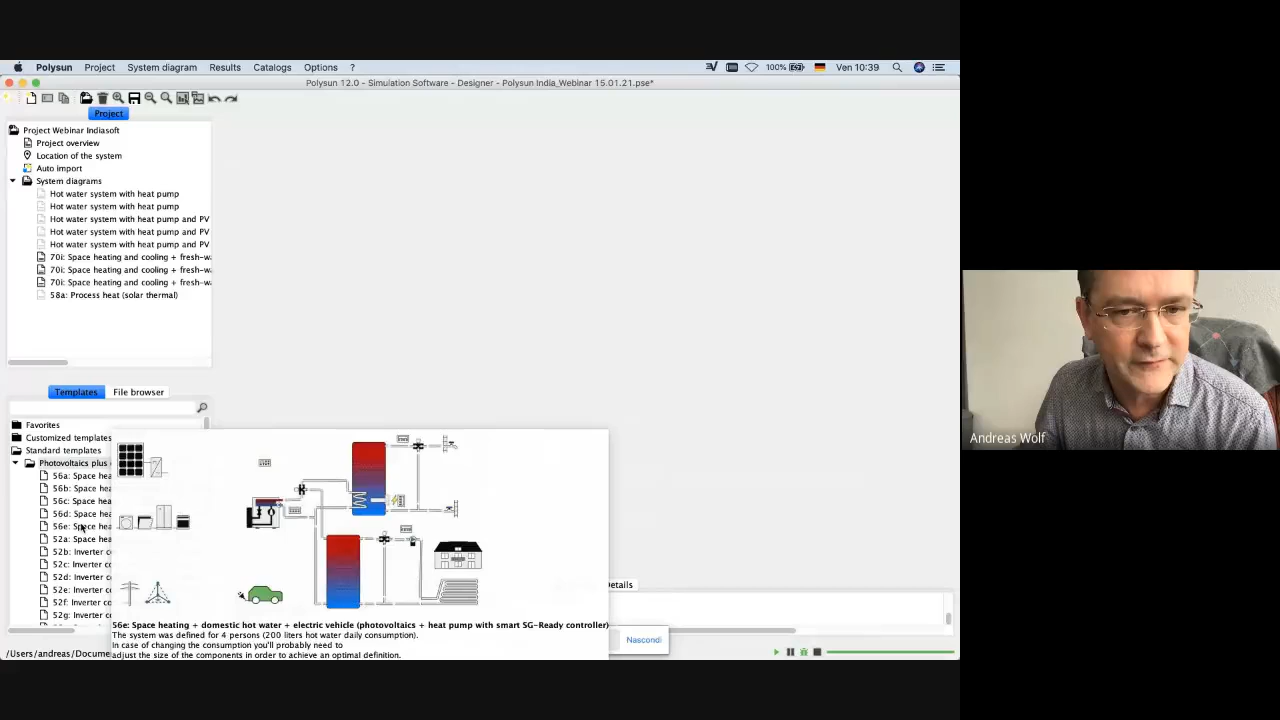 Polysun Project System diagram Results Catalogs Options ? 100% Ven 10:39
Polysun 12.0 - Simulation Software - Designer - Polysun India_Webinar 15.01.21.pse*
Project
Project Webinar Indiasoft
Project overview
Location of the system
Auto import
System diagrams
Hot water system with heat pump
Hot water system with heat pump
Hot water system with heat pump and PV
Hot water system with heat pump and PV
Hot water system with heat pump and PV
70i: Space heating and cooling + fresh-wa
70i: Space heating and cooling + fresh-wa
70i: Space heating and cooling + fresh-wa
58a: Process heat (solar thermal)
Templates File browser
Favorites
Customized templates
Standard templates
Photovoltaics plus
56a: Space hea
56b: Space hea
56c: Space hea
56d: Space hea
56e: Space hea
52a: Space hea
52b: Inverter co
52c: Inverter co
52d: Inverter co
52e: Inverter co
52f: Inverter co
52g: Inverter co
/Users/andreas/Docume
56e: Space heating + domestic hot water + electric vehicle (photovoltaics + heat pump with smart SG-Ready controller)
The system was defined for 4 persons (200 liters hot water daily consumption).
In case of changing the consumption you'll probably need to
adjust the size of the components in order to achieve an optimal definition.
Details
Nascondi
Andreas Wolf